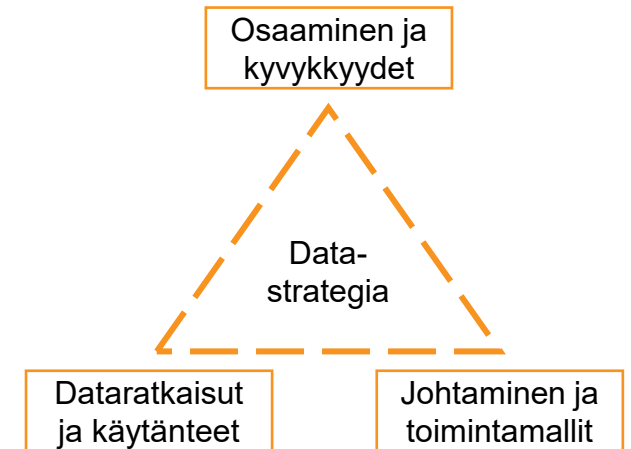 Osaaminen ja
kyvykkyydet
Data-
strategia
Dataratkaisut
ja käytänteet
Johtaminen ja
toimintamallit